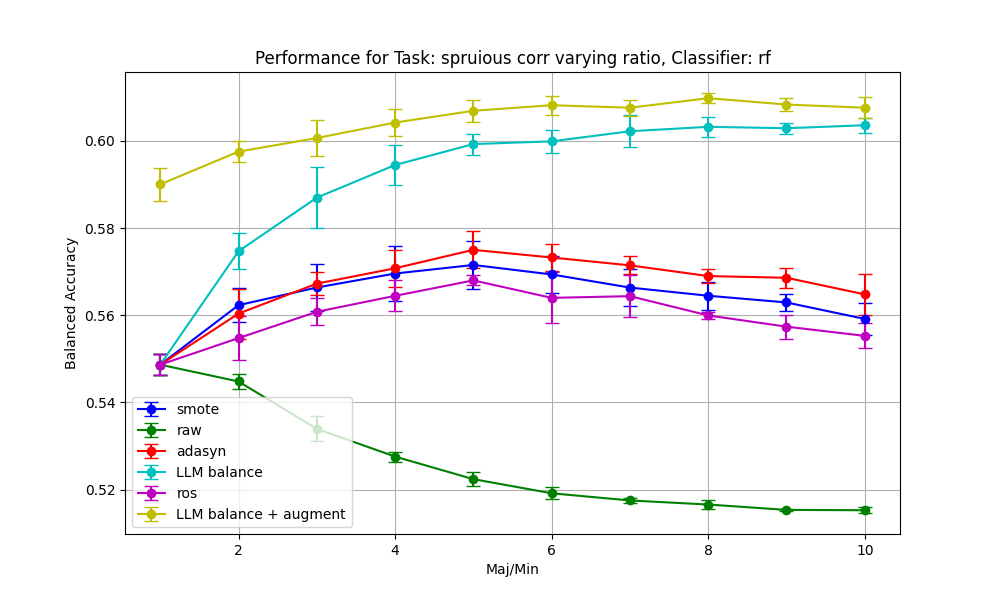 Performance for Task: spruious corr varying ratio, Classifier: rf
Balanced Accuracy
0.60
0.58
0.56
0.54
0.52
smote
raw
adasyn
LLM balance
ros
LLM balance + augment
2 4 6 8 10
Maj/Min